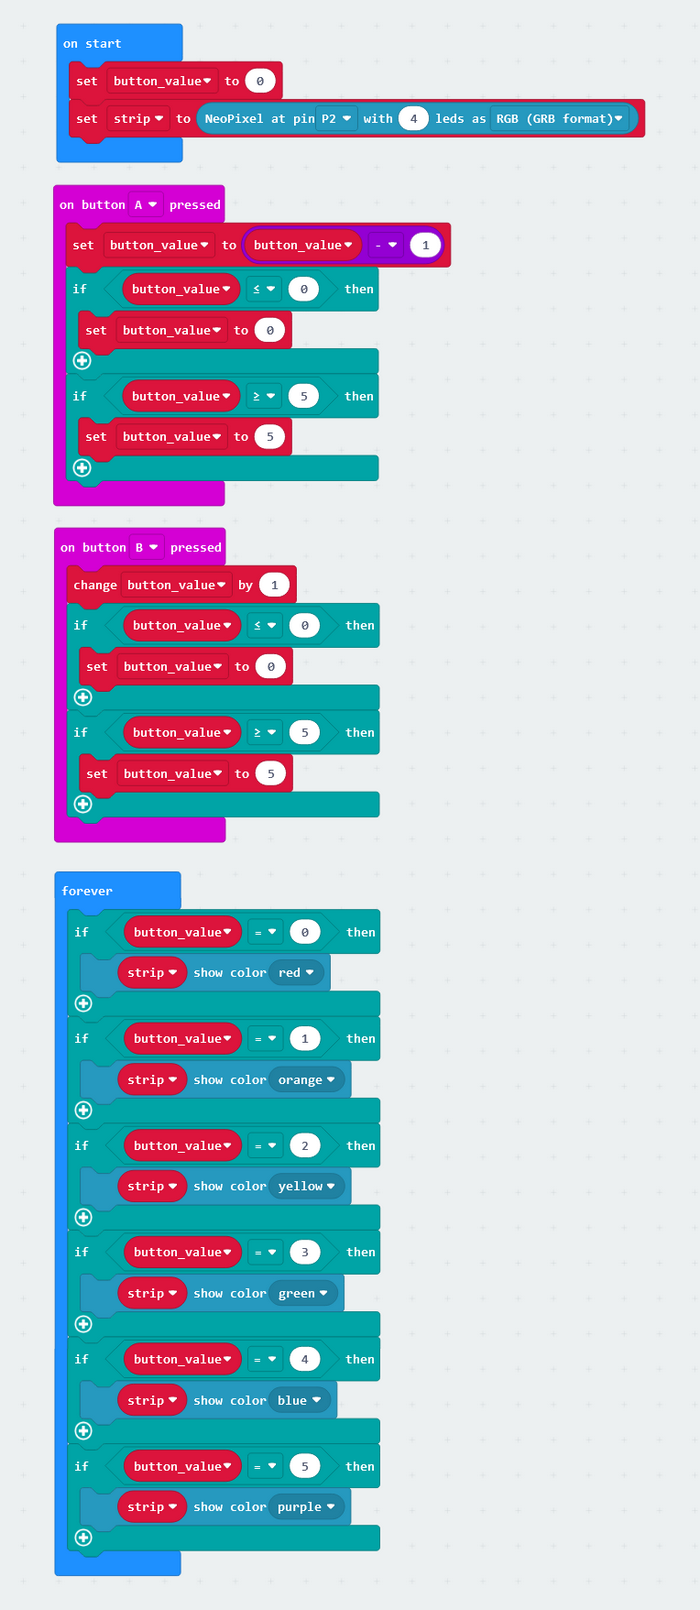 on start
set button_value to 0
set strip to NeoPixel at pin P2 with 4 leds as RGB (GRB format)
on button A pressed
set button_value to button_value - 1
if button_value ≤ 0 then
set button_value to 0
if button_value ≥ 5 then
set button_value to 5
on button B pressed
change button_value by 1
if button_value ≤ 0 then
set button_value to 0
if button_value ≥ 5 then
set button_value to 5
forever
if button_value = 0 then
strip show color red
if button_value = 1 then
strip show color orange
if button_value = 2 then
strip show color yellow
if button_value = 3 then
strip show color green
if button_value = 4 then
strip show color blue
if button_value = 5 then
strip show color purple